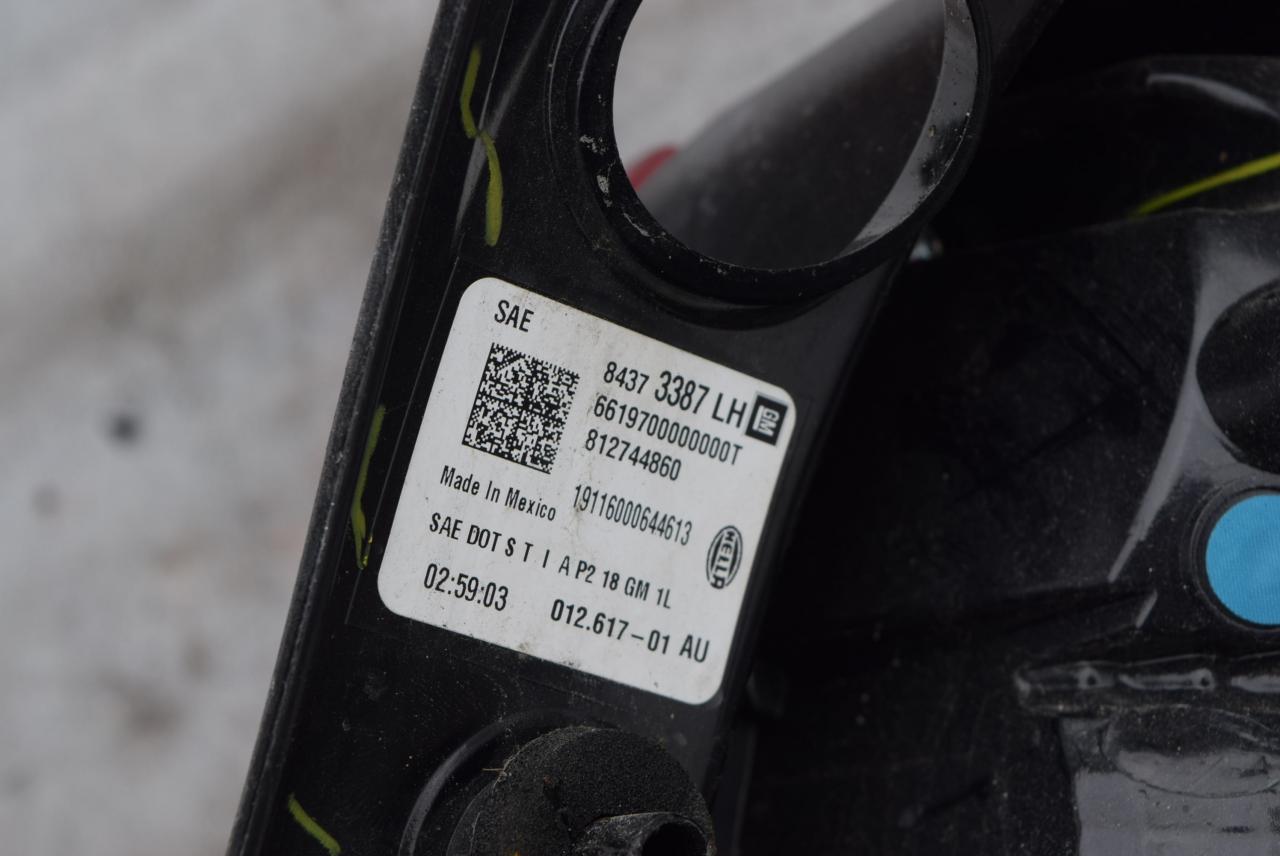 SAE
8437 3387 LH GM
6619700000000T
812744860
Made In Mexico 19116000644613
HELLA
SAE DOT S T I A P2 18 GM 1L
02:59:03 012.617-01 AU